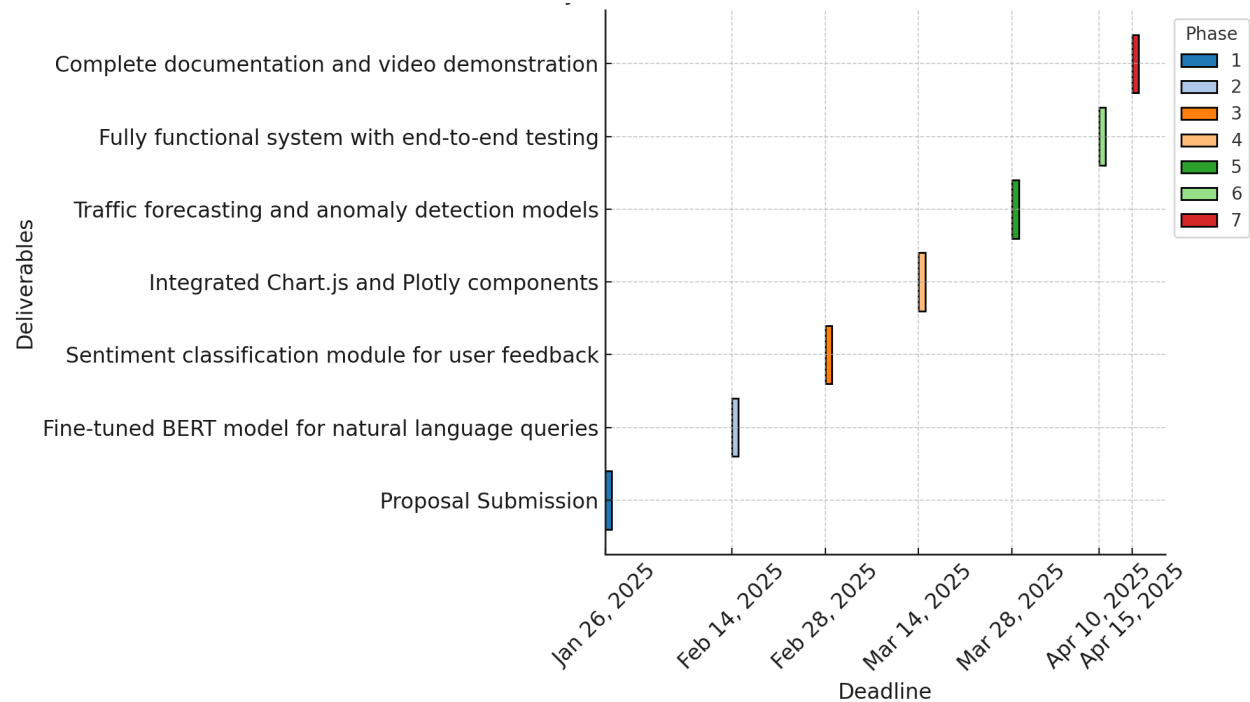 Complete documentation and video demonstration
Fully functional system with end-to-end testing
Traffic forecasting and anomaly detection models
Integrated Chart.js and Plotly components
Sentiment classification module for user feedback
Fine-tuned BERT model for natural language queries
Proposal Submission
Deliverables
Jan 26, 2025
Feb 14, 2025
Feb 28, 2025
Mar 14, 2025
Mar 28, 2025
Apr 10, 2025
Apr 15, 2025
Deadline
Phase
1
2
3
4
5
6
7